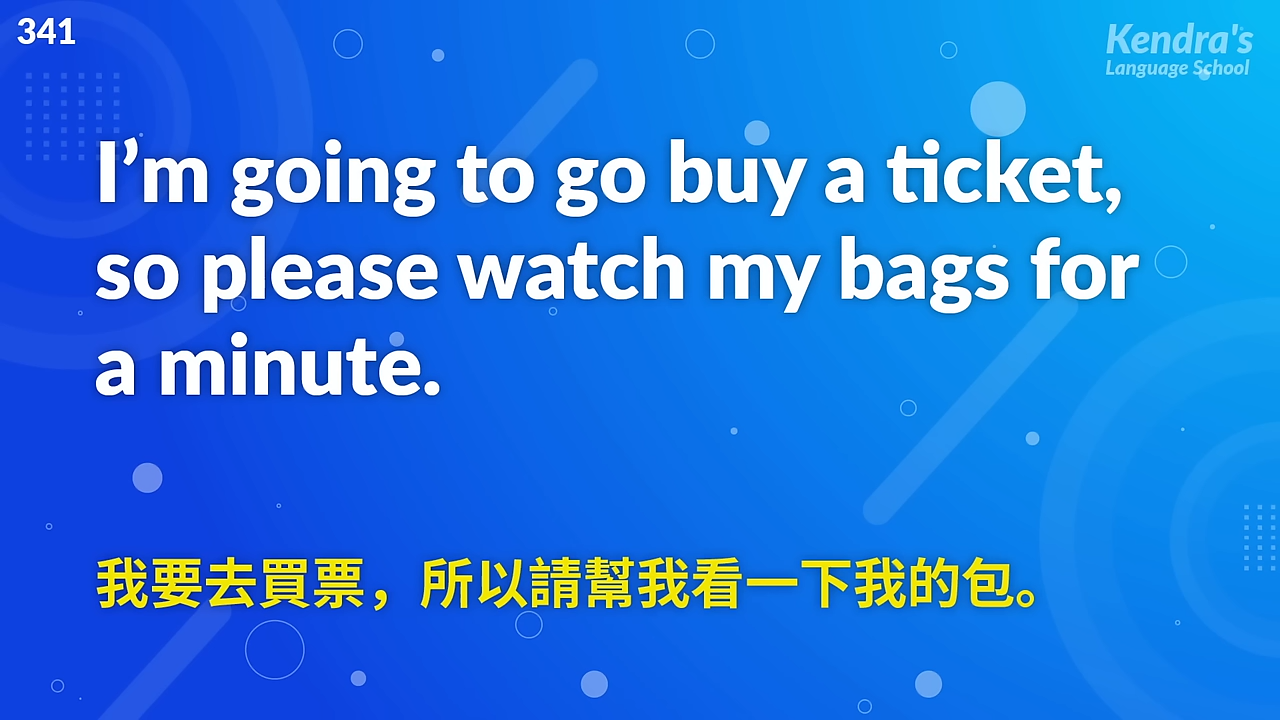 341
Kendra's
Language School
I’m going to go buy a ticket,
so please watch my bags for
a minute.
我要去買票，所以請幫我看一下我的包。